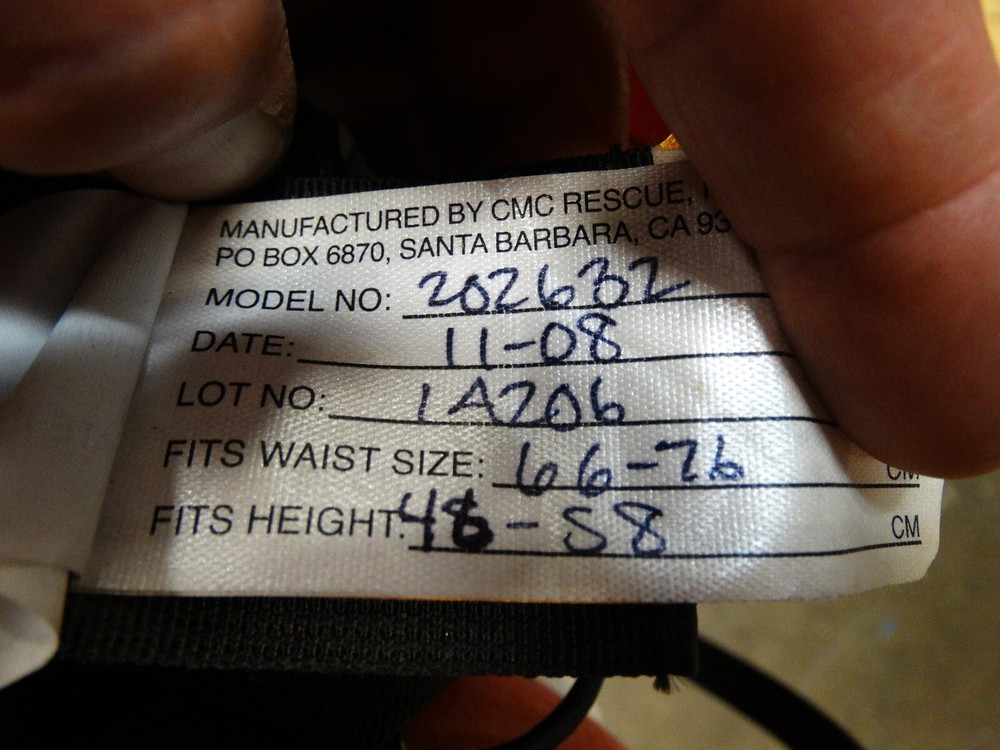 MANUFACTURED BY CMC RESCUE,
PO BOX 6870, SANTA BARBARA, CA 93
MODEL NO: 202632
DATE: 11-08
LOT NO: 1A206
FITS WAIST SIZE: 66-76 CM
FITS HEIGHT: 48-58 CM